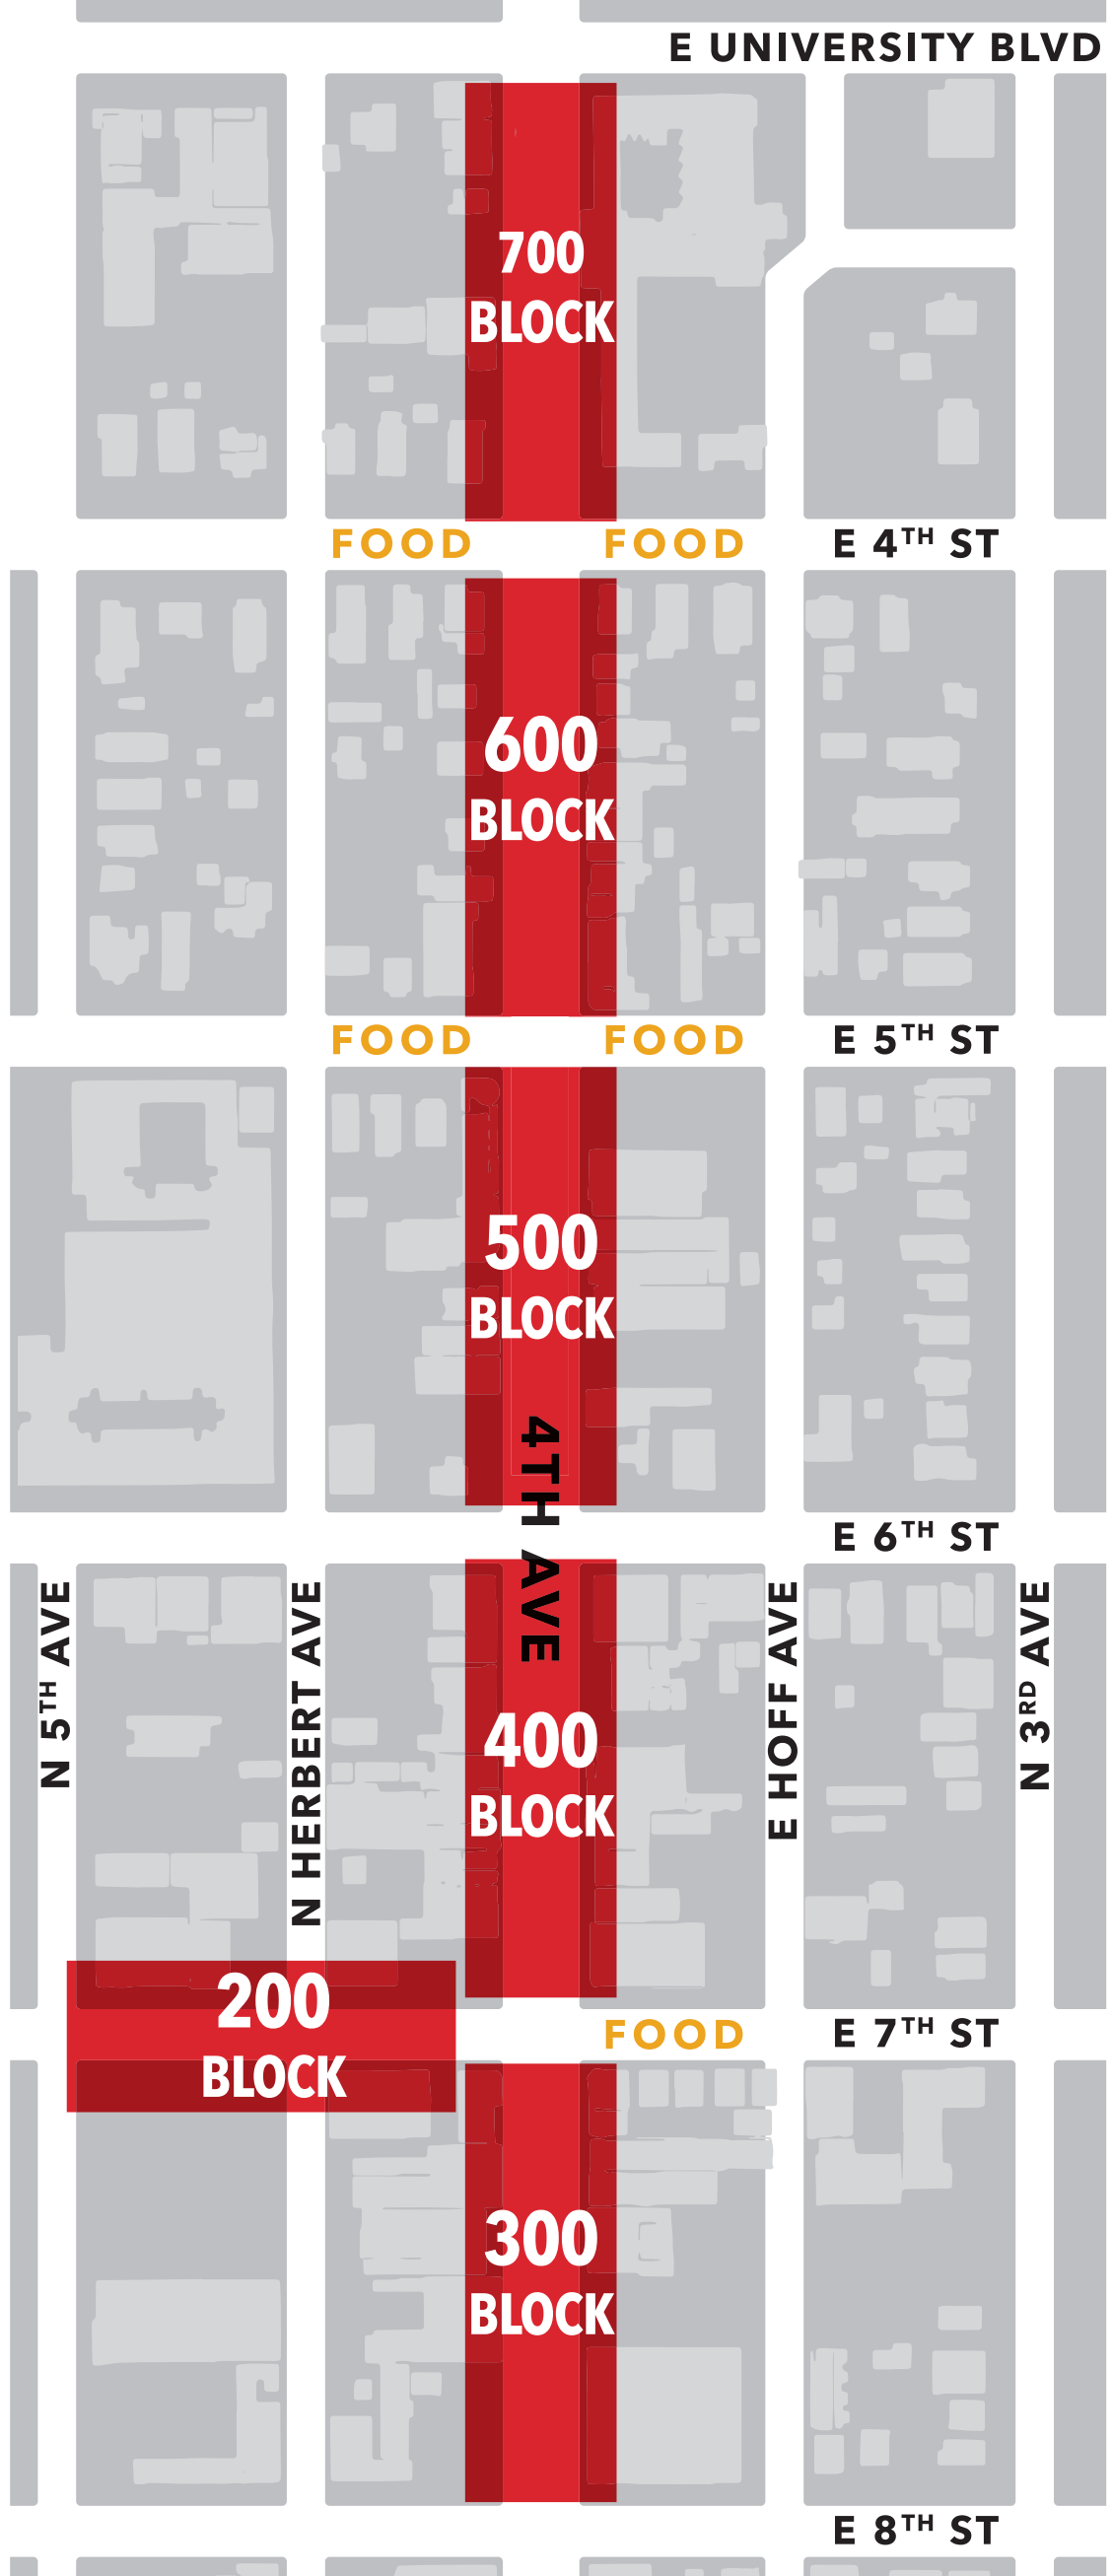 E UNIVERSITY BLVD
700
BLOCK
FOOD FOOD E 4TH ST
600
BLOCK
FOOD FOOD E 5TH ST
500
BLOCK
4TH AVE
E 6TH ST
N 5TH AVE
N HERBERT AVE
E HOFF AVE
N 3RD AVE
400
BLOCK
200
BLOCK
FOOD E 7TH ST
300
BLOCK
E 8TH ST